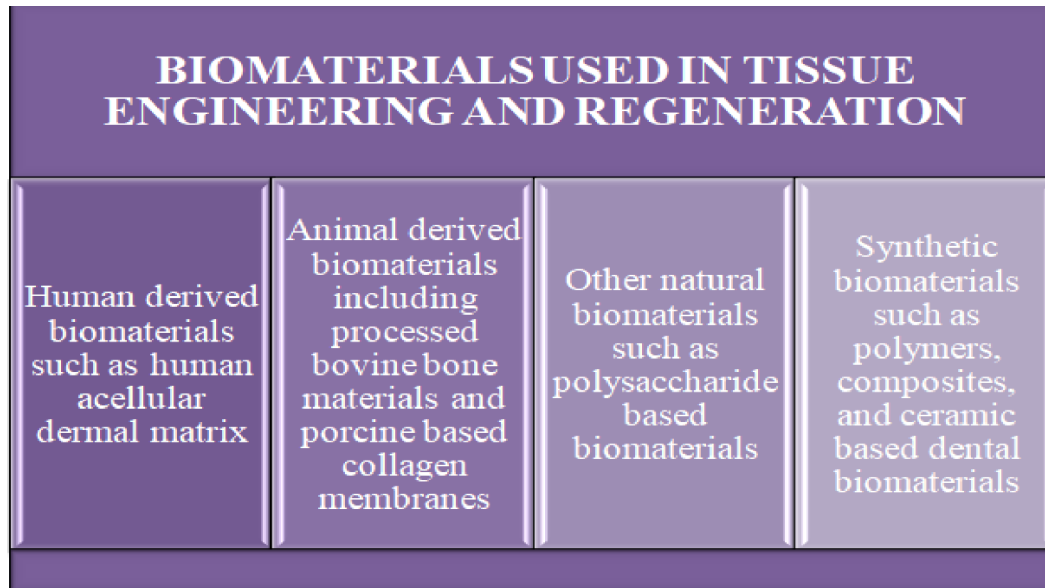 BIOMATERIALS USED IN TISSUE
ENGINEERING AND REGENERATION
Human derived
biomaterials
such as human
acellular
dermal matrix
Animal derived
biomaterials
including
processed
bovine bone
materials and
porcine based
collagen
membranes
Other natural
biomaterials
such as
polysaccharide
based
biomaterials
Synthetic
biomaterials
such as
polymers,
composites,
and ceramic
based dental
biomaterials